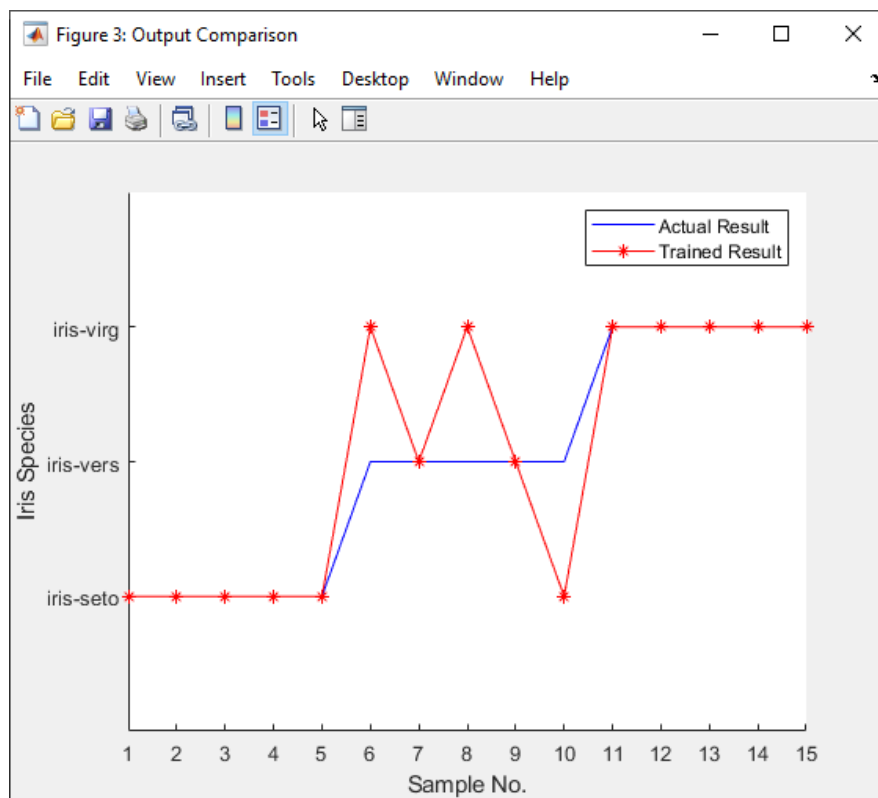 Figure 3: Output Comparison
File Edit View Insert Tools Desktop Window Help
Actual Result
Trained Result
iris-virg
iris-vers
iris-seto
Iris Species
1 2 3 4 5 6 7 8 9 10 11 12 13 14 15
Sample No.